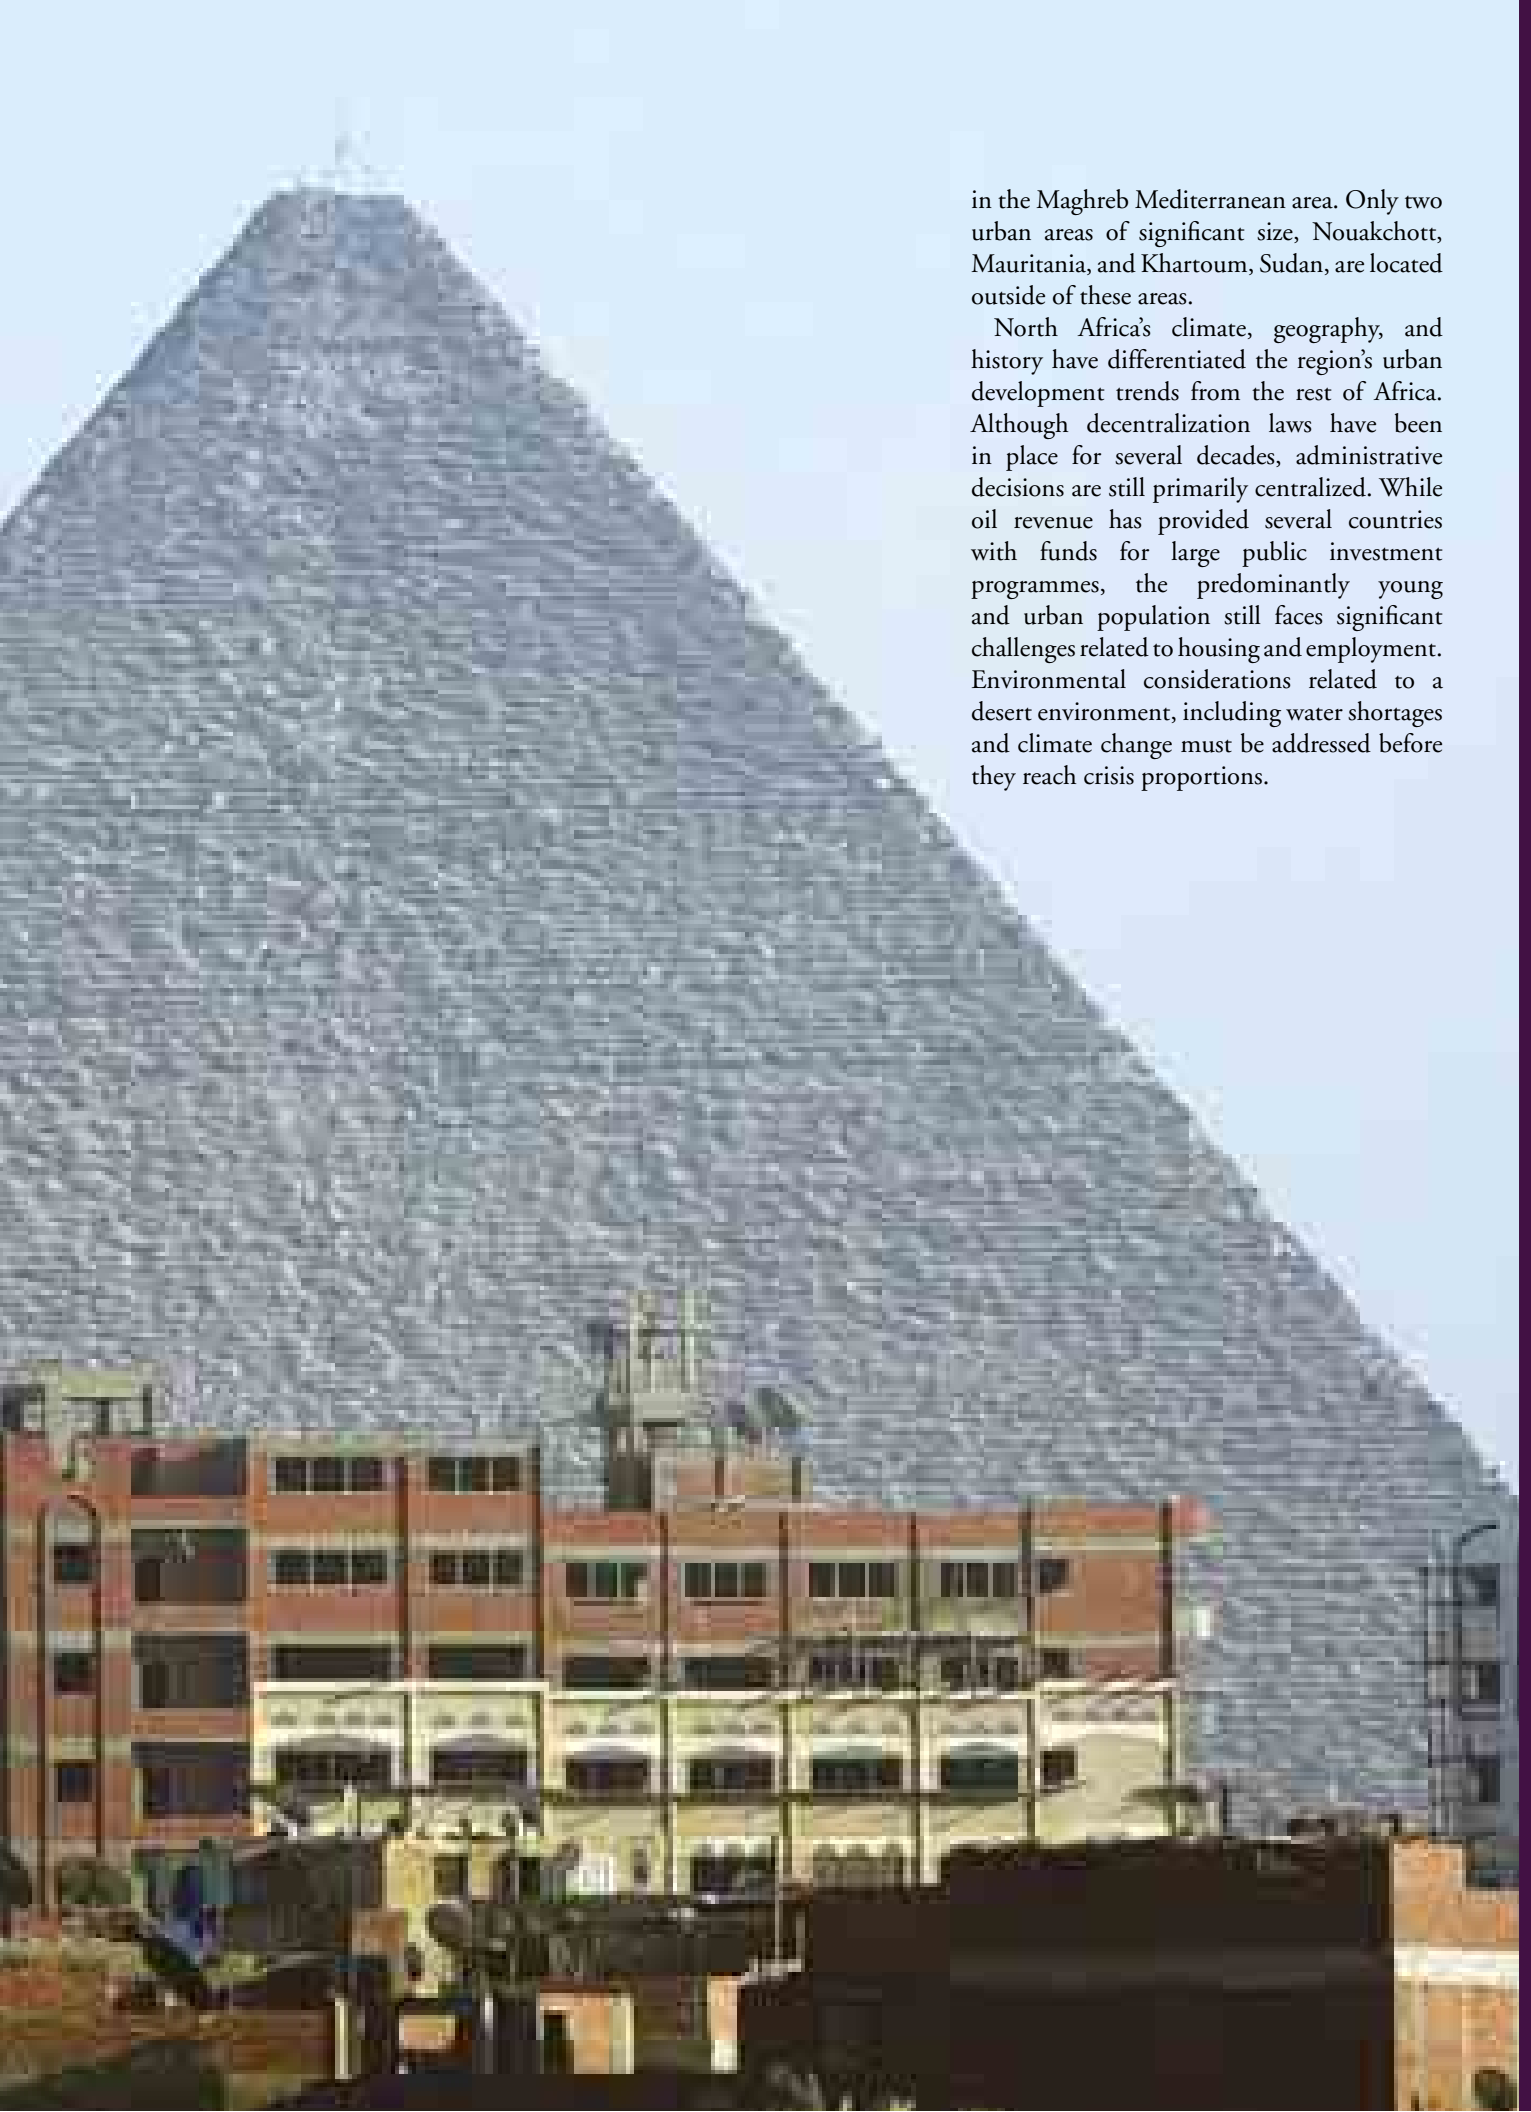 in the Maghreb Mediterranean area. Only two
urban areas of significant size, Nouakchott,
Mauritania, and Khartoum, Sudan, are located
outside of these areas.
North Africa’s climate, geography, and
history have differentiated the region’s urban
development trends from the rest of Africa.
Although decentralization laws have been
in place for several decades, administrative
decisions are still primarily centralized. While
oil revenue has provided several countries
with funds for large public investment
programmes, the predominantly young
and urban population still faces significant
challenges related to housing and employment.
Environmental considerations related to a
desert environment, including water shortages
and climate change must be addressed before
they reach crisis proportions.